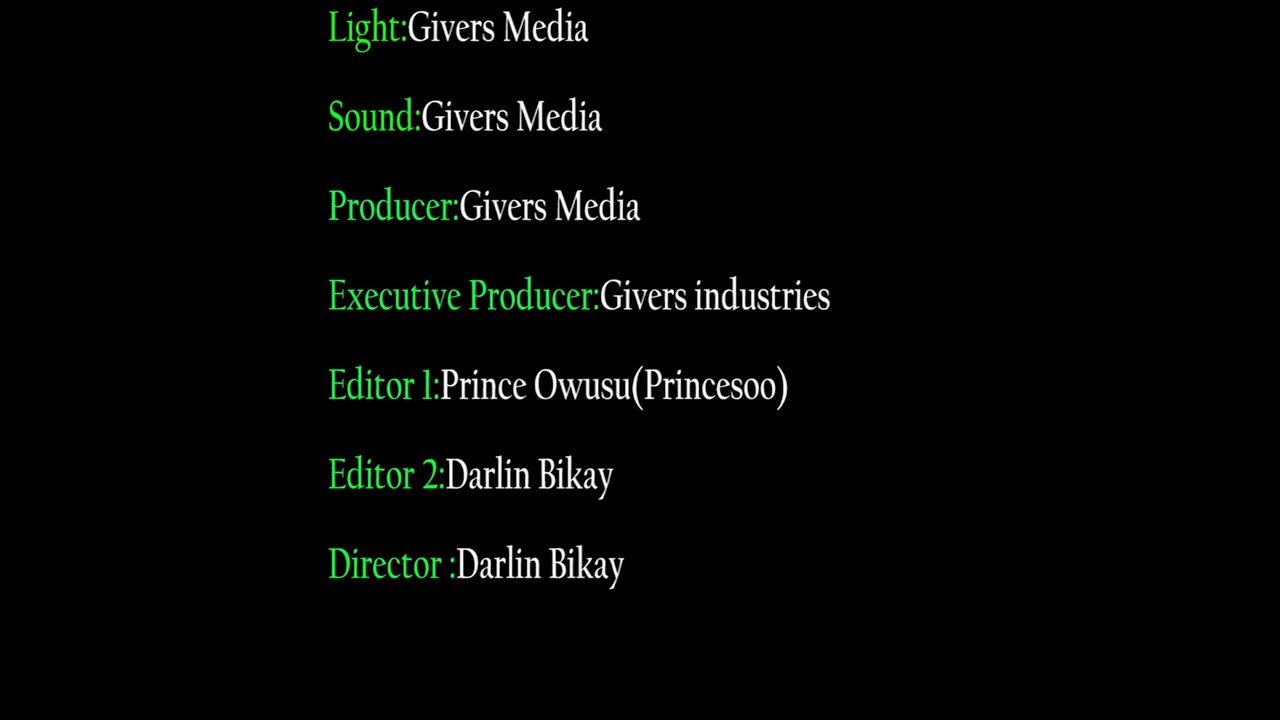 Light:Givers Media
Sound:Givers Media
Producer:Givers Media
Executive Producer:Givers industries
Editor 1:Prince Owusu(Princesoo)
Editor 2:Darlin Bikay
Director :Darlin Bikay